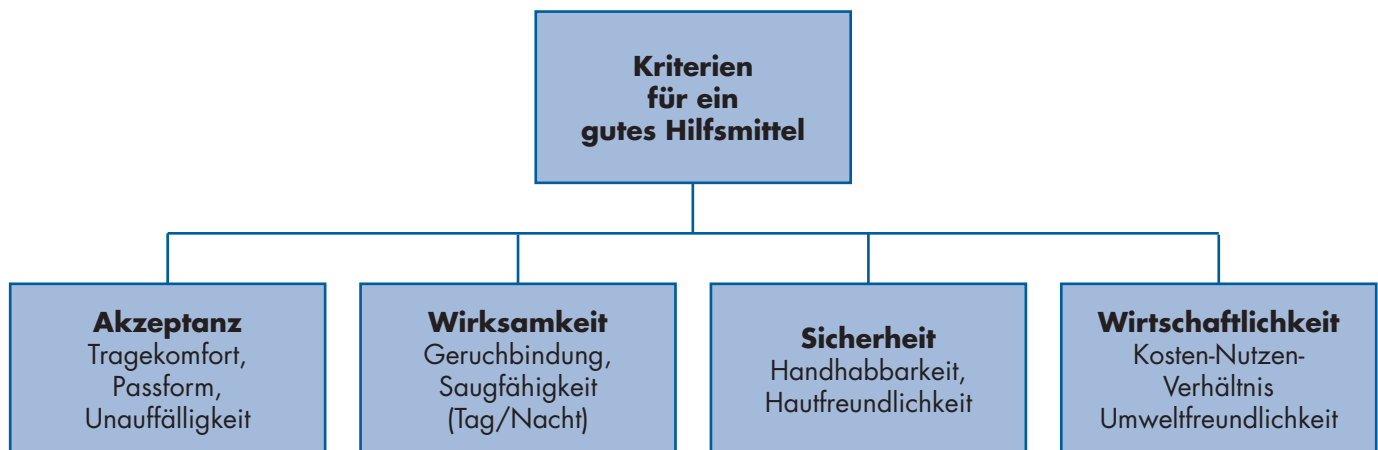 Kriterien
für ein
gutes Hilfsmittel
Akzeptanz
Tragekomfort,
Passform,
Unauffälligkeit
Wirksamkeit
Geruchbindung,
Saugfähigkeit
(Tag/Nacht)
Sicherheit
Handhabbarkeit,
Hautfreundlichkeit
Wirtschaftlichkeit
Kosten-Nutzen-
Verhältnis
Umweltfreundlichkeit